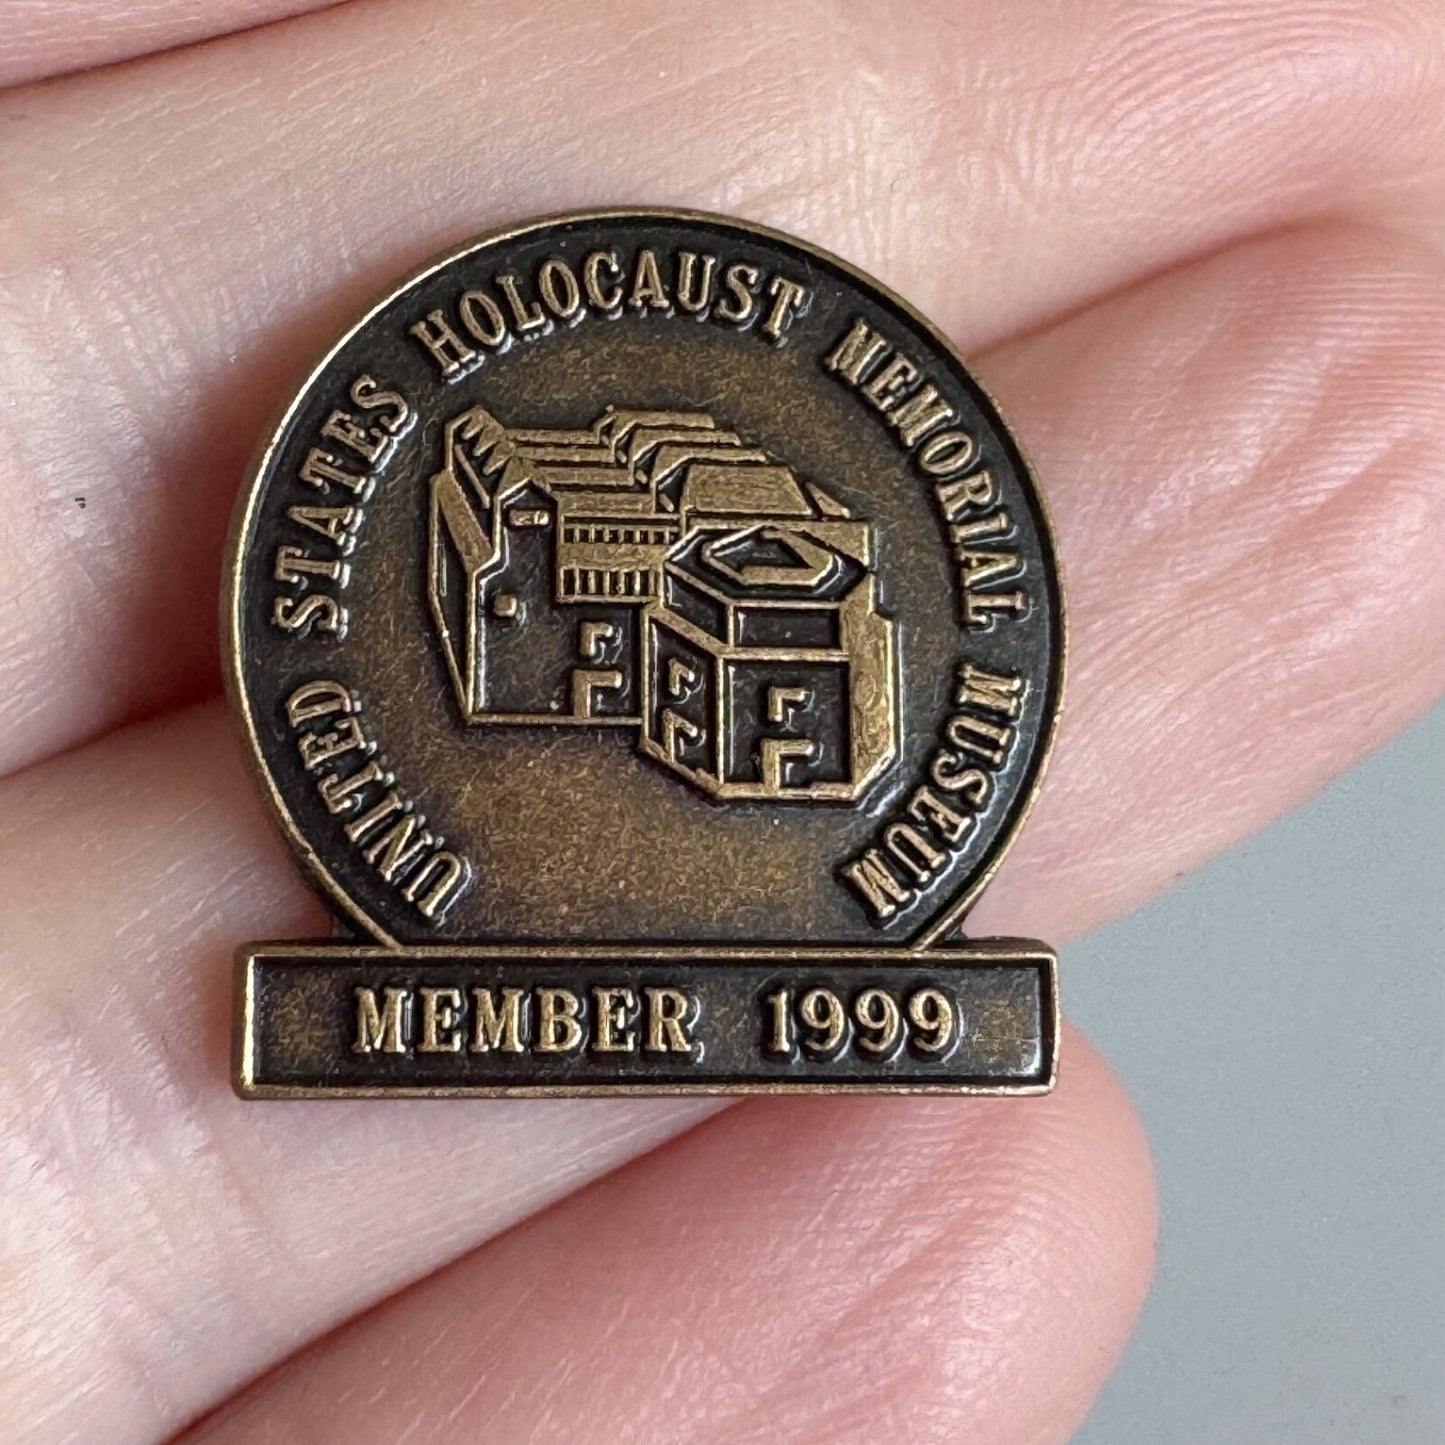 UNITED STATES HOLOCAUST MEMORIAL MUSEUM
MEMBER 1999